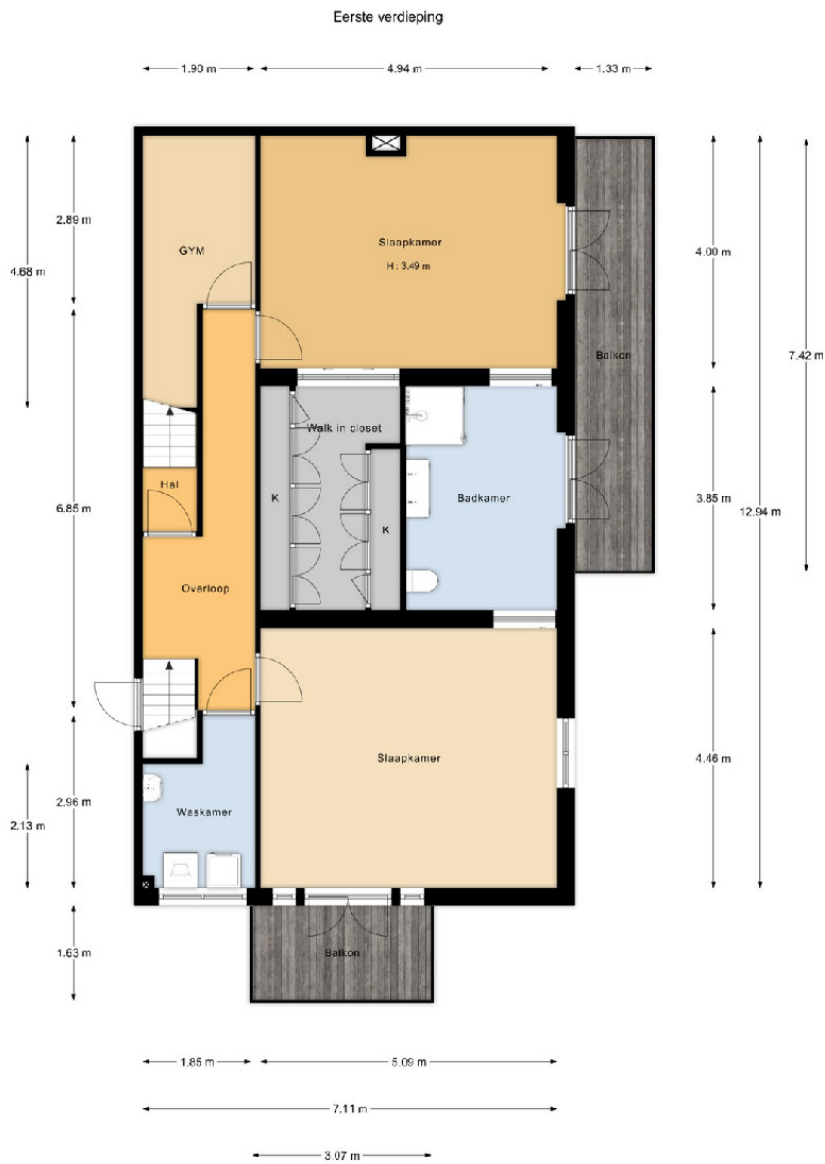 Eerste verdieping
1.90 m
4.94 m
1.33 m
2.89 m
4.68 m
GYM
Slaapkamer
H : 3.49 m
4.00 m
Balkon
7.42 m
Walk in closet
Hal
K
K
Badkamer
6.85 m
3.85 m
12.94 m
Overloop
Slaapkamer
4.46 m
2.96 m
Waskamer
2.13 m
1.63 m
Balkon
1.85 m
5.09 m
7.11 m
3.07 m